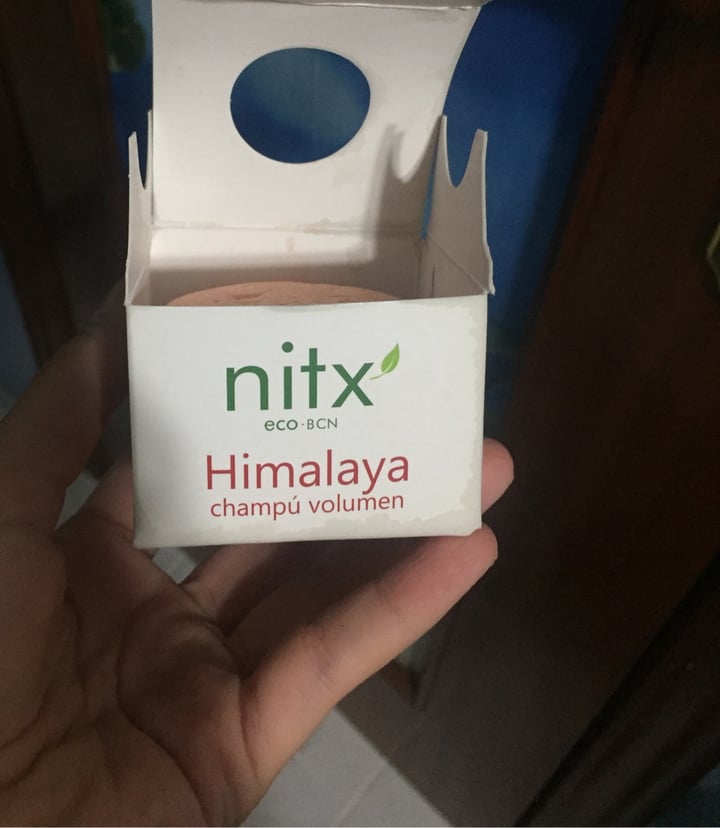 nitx
eco·BCN
Himalaya
champú volumen